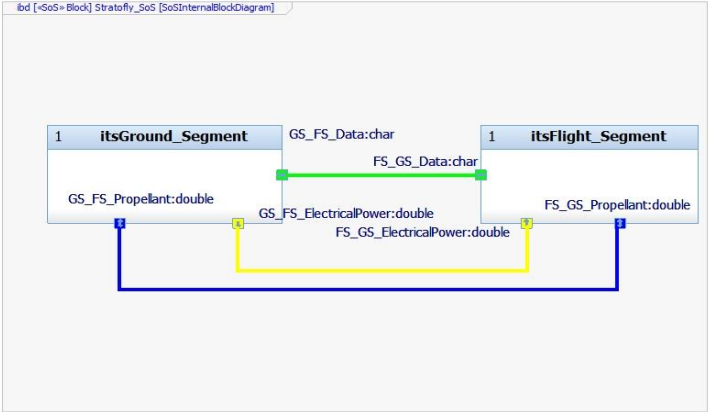 ibd [«SoS» Block] Stratofly_SoS [SoSInternalBlockDiagram]
1 itsGround_Segment
GS_FS_Data:char
1 itsFlight_Segment
FS_GS_Data:char
GS_FS_Propellant:double
FS_GS_Propellant:double
GS_FS_ElectricalPower:double
FS_GS_ElectricalPower:double